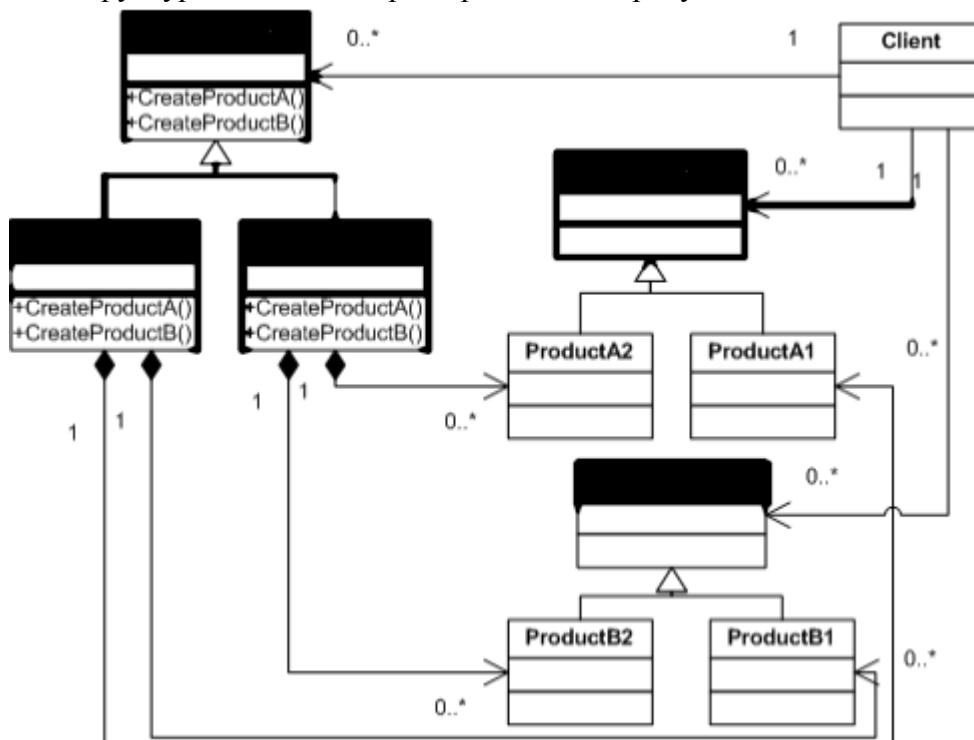 0..*
1
Client
+CreateProductA()
+CreateProductB()
0..*
1
1
+CreateProductA()
+CreateProductB()
+CreateProductA()
+CreateProductB()
ProductA2
ProductA1
0..*
1
1
1
1
0..*
0..*
ProductB2
ProductB1
0..*
0..*